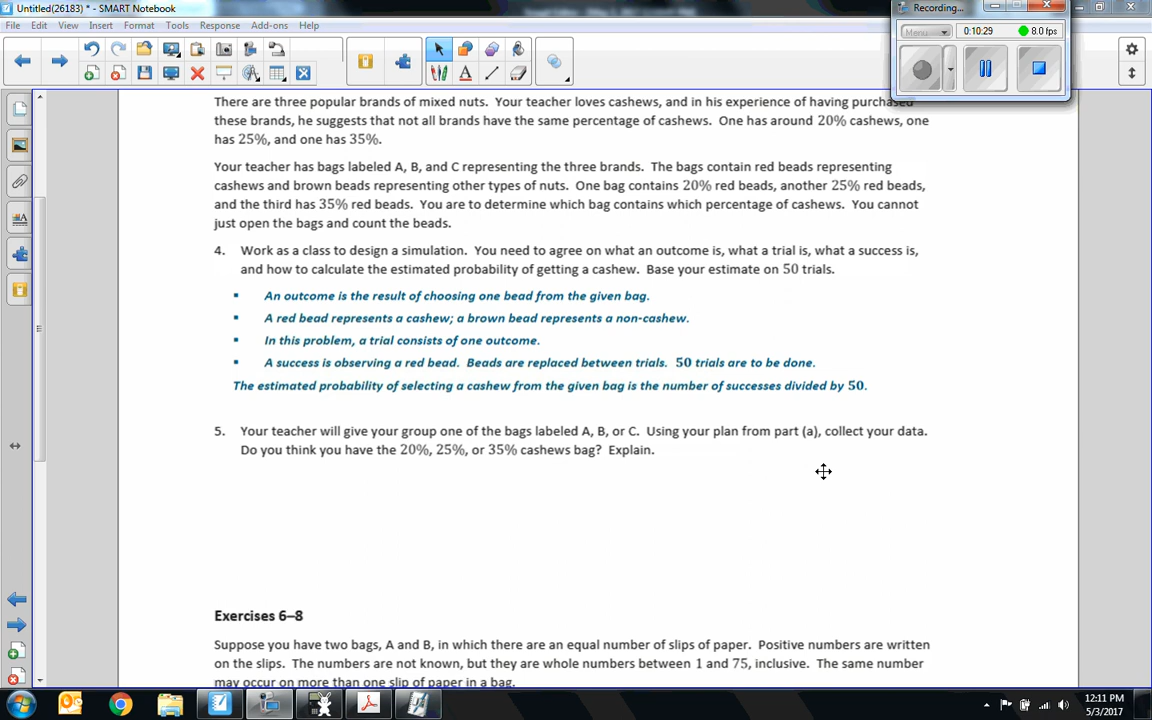 Untitled(26183) * - SMART Notebook
Recording...
File Edit View Insert Format Tools Response Add-ons Help
Menu 0:10:29 8.0 fps
There are three popular brands of mixed nuts. Your teacher loves cashews, and in his experience of having purchased
these brands, he suggests that not all brands have the same percentage of cashews. One has around 20% cashews, one
has 25%, and one has 35%.
Your teacher has bags labeled A, B, and C representing the three brands. The bags contain red beads representing
cashews and brown beads representing other types of nuts. One bag contains 20% red beads, another 25% red beads,
and the third has 35% red beads. You are to determine which bag contains which percentage of cashews. You cannot
just open the bags and count the beads.
4. Work as a class to design a simulation. You need to agree on what an outcome is, what a trial is, what a success is,
and how to calculate the estimated probability of getting a cashew. Base your estimate on 50 trials.
▪ An outcome is the result of choosing one bead from the given bag.
▪ A red bead represents a cashew; a brown bead represents a non-cashew.
▪ In this problem, a trial consists of one outcome.
▪ A success is observing a red bead. Beads are replaced between trials. 50 trials are to be done.
The estimated probability of selecting a cashew from the given bag is the number of successes divided by 50.
5. Your teacher will give your group one of the bags labeled A, B, or C. Using your plan from part (a), collect your data.
Do you think you have the 20%, 25%, or 35% cashews bag? Explain.
Exercises 6–8
Suppose you have two bags, A and B, in which there are an equal number of slips of paper. Positive numbers are written
on the slips. The numbers are not known, but they are whole numbers between 1 and 75, inclusive. The same number
may occur on more than one slip of paper in a bag.
12:11 PM
5/3/2017